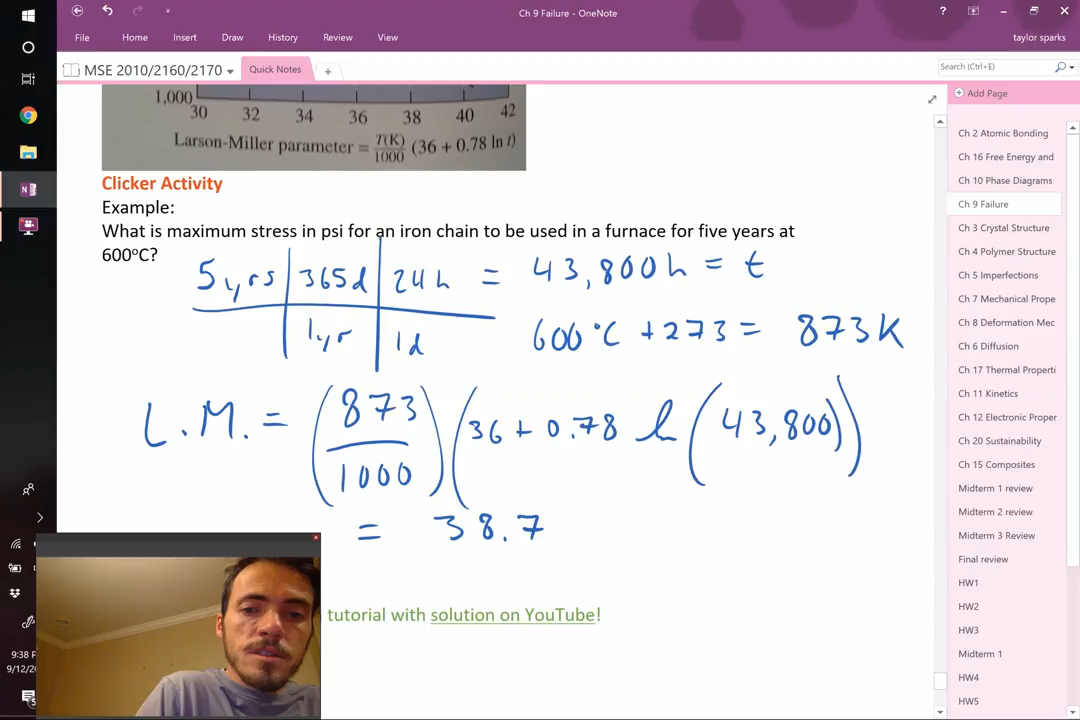 Ch 9 Failure - OneNote
File Home Insert Draw History Review View
taylor sparks
MSE 2010/2160/2170
Quick Notes
Search (Ctrl+E)
1,000
30 32 34 36 38 40 42
Larson-Miller parameter = T(K)/1000 (36 + 0.78 ln t)
Clicker Activity
Example:
What is maximum stress in psi for an iron chain to be used in a furnace for five years at
600°C?
5 yrs | 365d | 24h = 43,800h = t
1yr | 1d
600°C + 273 = 873K
L.M. = (873/1000) (36 + 0.78 ln (43,800))
= 38.7
tutorial with solution on YouTube!
Add Page
Ch 2 Atomic Bonding
Ch 16 Free Energy and
Ch 10 Phase Diagrams
Ch 9 Failure
Ch 3 Crystal Structure
Ch 4 Polymer Structure
Ch 5 Imperfections
Ch 7 Mechanical Prope
Ch 8 Deformation Mec
Ch 6 Diffusion
Ch 17 Thermal Properti
Ch 11 Kinetics
Ch 12 Electronic Proper
Ch 20 Sustainability
Ch 15 Composites
Midterm 1 review
Midterm 2 review
Midterm 3 Review
Final review
HW1
HW2
HW3
Midterm 1
HW4
HW5
9:38 P
9/12/20